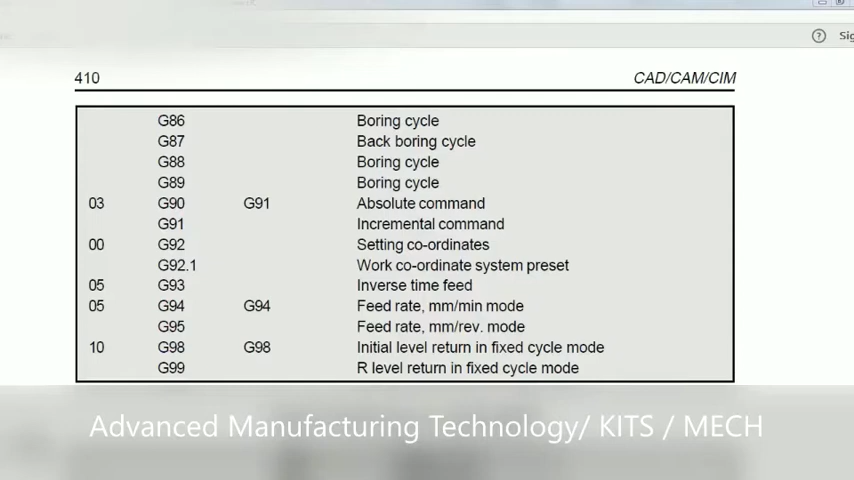 Sig
410 CAD/CAM/CIM
G86 Boring cycle
G87 Back boring cycle
G88 Boring cycle
G89 Boring cycle
03 G90 G91 Absolute command
G91 Incremental command
00 G92 Setting co-ordinates
G92.1 Work co-ordinate system preset
05 G93 Inverse time feed
05 G94 G94 Feed rate, mm/min mode
G95 Feed rate, mm/rev. mode
10 G98 G98 Initial level return in fixed cycle mode
G99 R level return in fixed cycle mode
Advanced Manufacturing Technology/ KITS / MECH